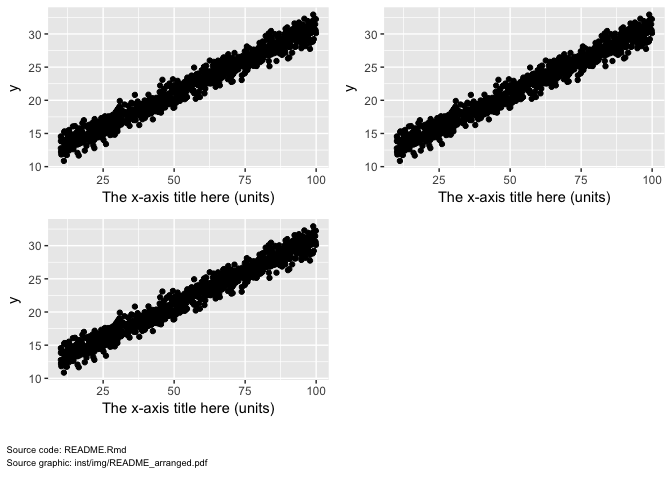 30
25
20
15
10
y
25 50 75 100
The x-axis title here (units)
30
25
20
15
10
y
25 50 75 100
The x-axis title here (units)
30
25
20
15
10
y
25 50 75 100
The x-axis title here (units)
Source code: README.Rmd
Source graphic: inst/img/README_arranged.pdf